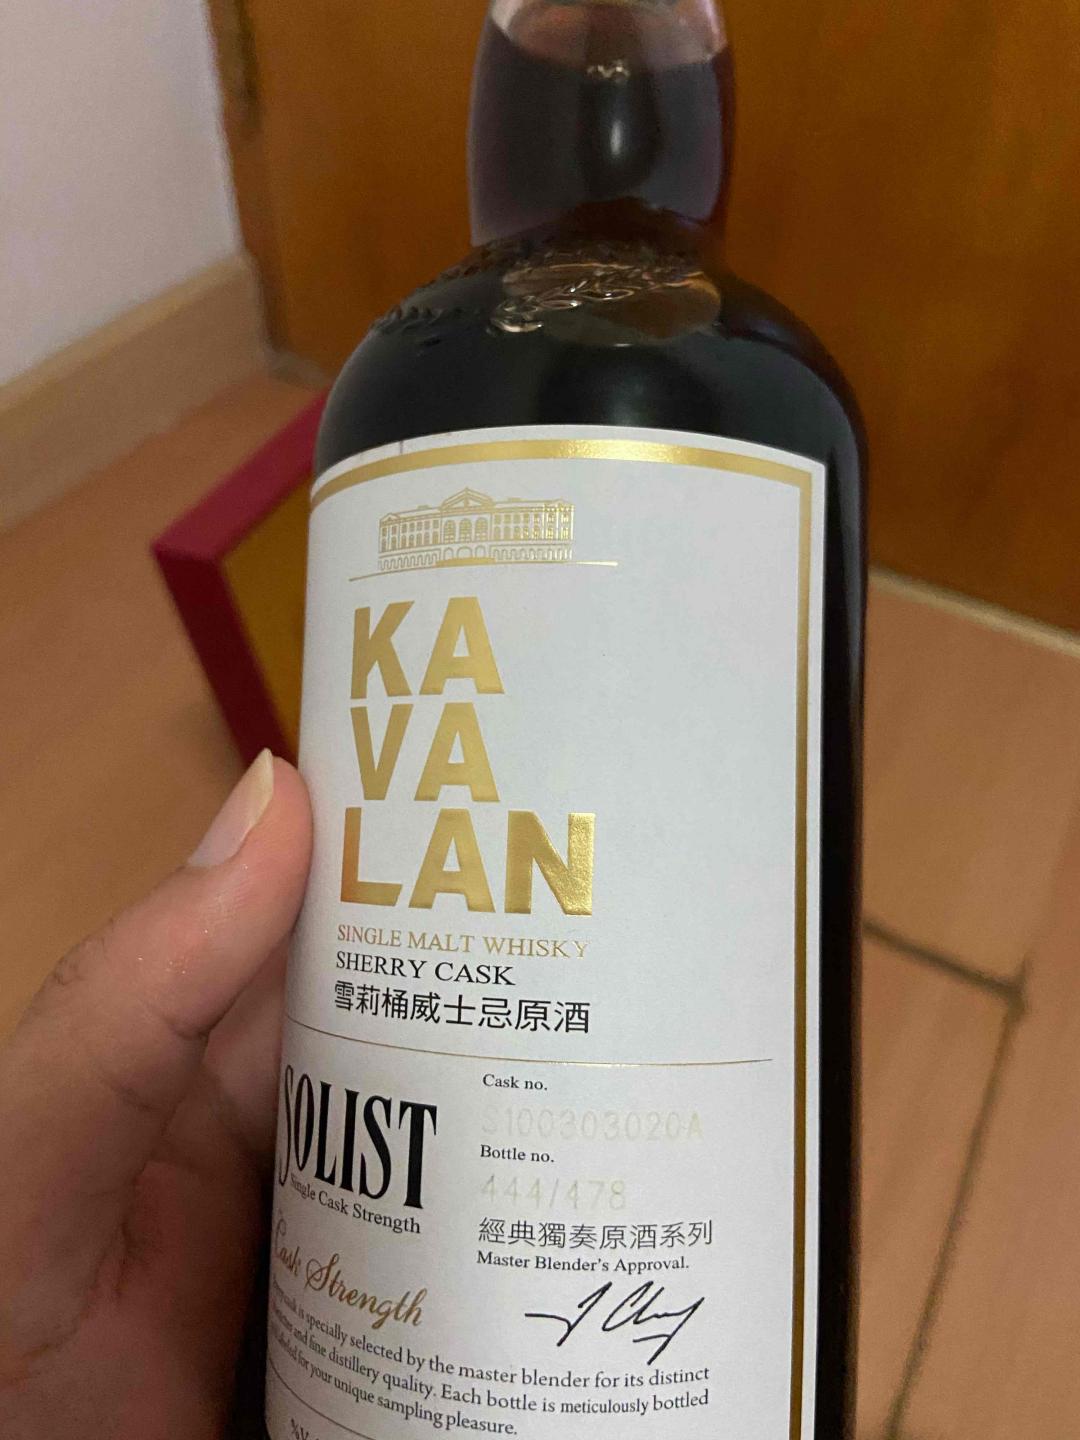 KA
VA
LAN
SINGLE MALT WHISKY
SHERRY CASK
雪莉桶威士忌原酒
SOLIST
Single Cask Strength
Cask Strength
Cask no.
S100303020A
Bottle no.
444/478
經典獨奏原酒系列
Master Blender's Approval.
cask is specially selected by the master blender for its distinct
and fine distillery quality. Each bottle is meticulously bottled
for your unique sampling pleasure.